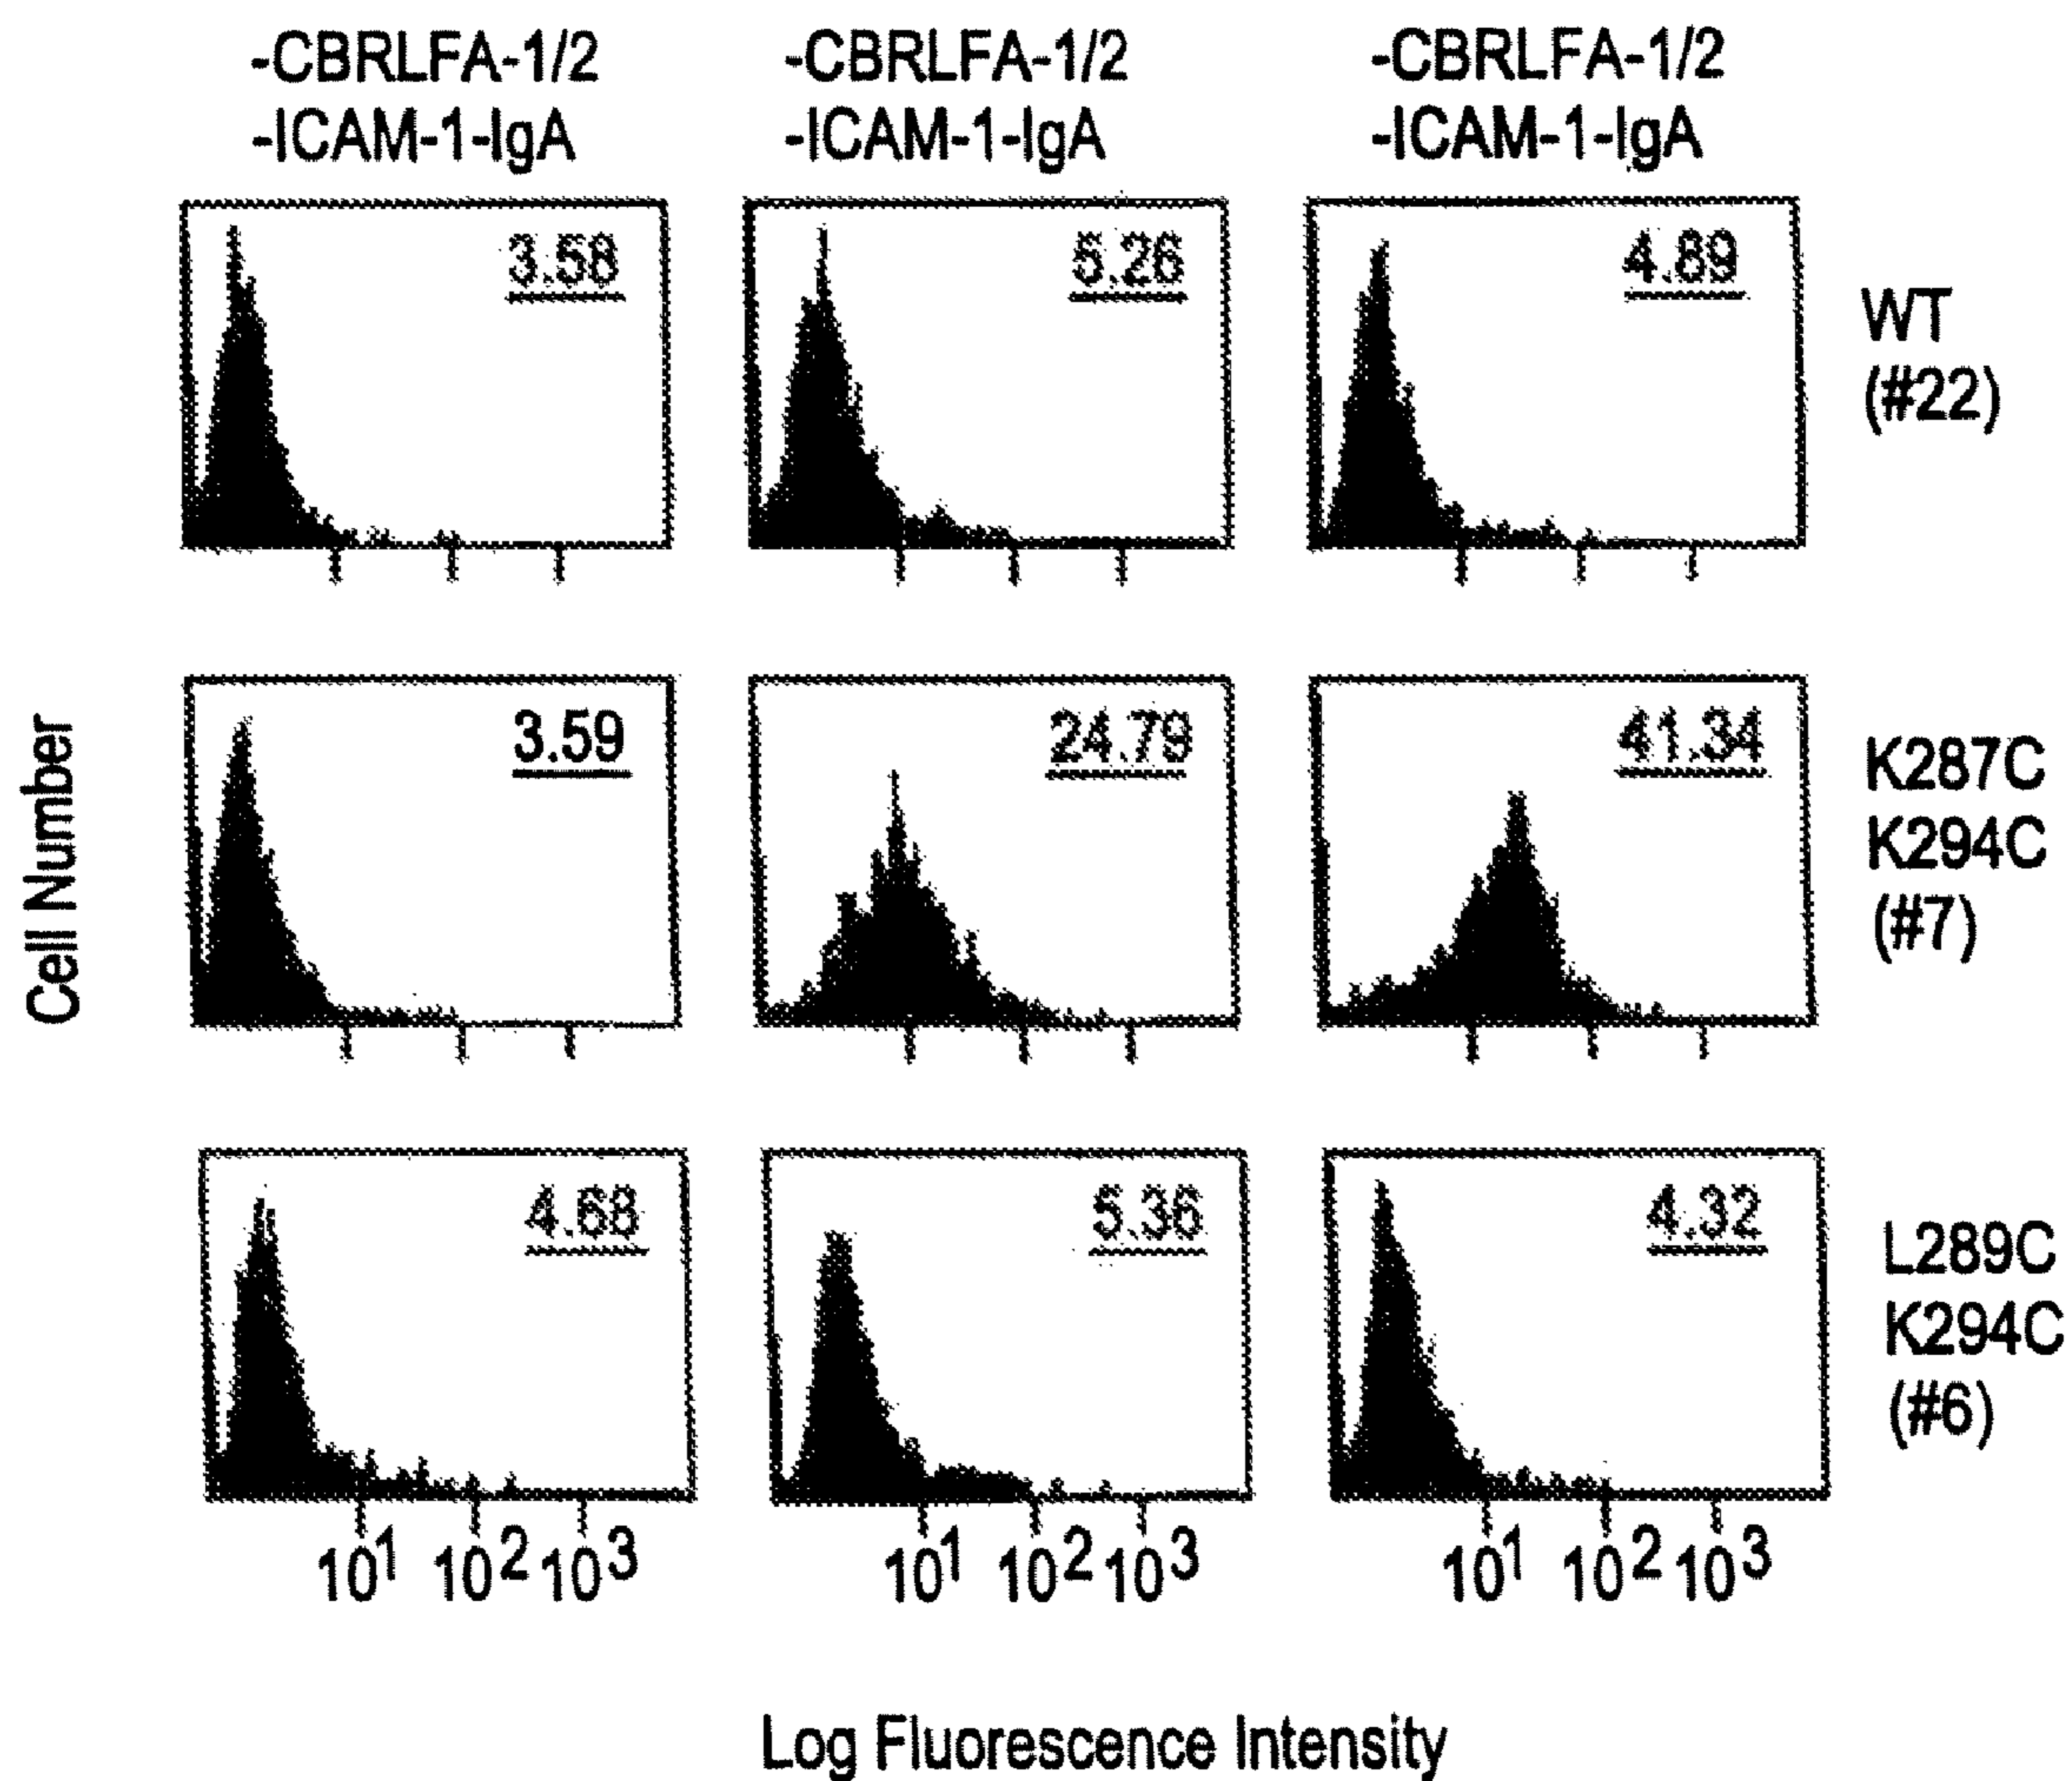 -CBRLFA-1/2 -CBRLFA-1/2 -CBRLFA-1/2
-ICAM-1-IgA -ICAM-1-IgA -ICAM-1-IgA
3.58 5.26 4.89
WT
(#22)
Cell Number
3.59 24.79 41.34
K287C
K294C
(#7)
4.68 5.36 4.32
L289C
K294C
(#6)
10¹ 10² 10³ 10¹ 10² 10³ 10¹ 10² 10³
Log Fluorescence Intensity